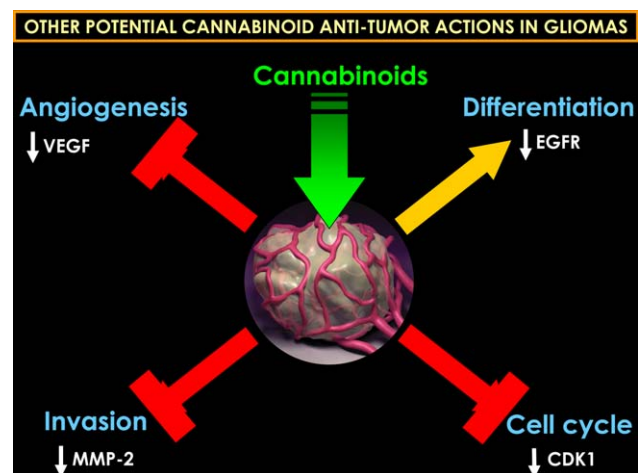 OTHER POTENTIAL CANNABINOID ANTI-TUMOR ACTIONS IN GLIOMAS
Cannabinoids
Angiogenesis
VEGF
Differentiation
EGFR
Invasion
MMP-2
Cell cycle
CDK1